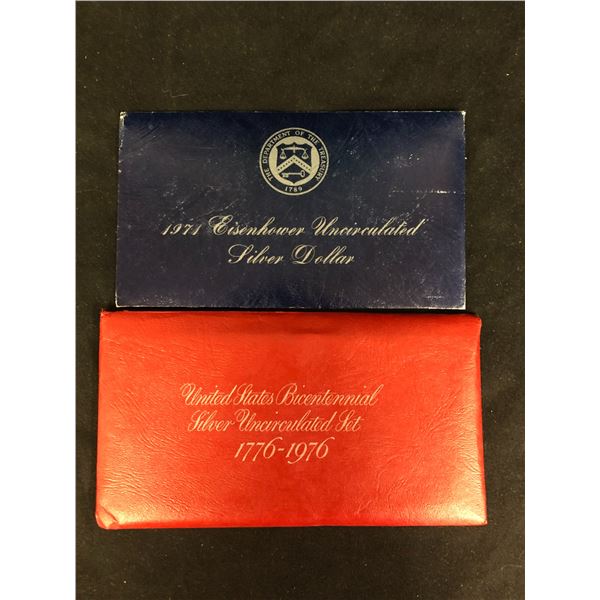 THE DEPARTMENT OF THE TREASURY
1789
1971 Eisenhower Uncirculated
Silver Dollar
United States Bicentennial
Silver Uncirculated Set
1776-1976